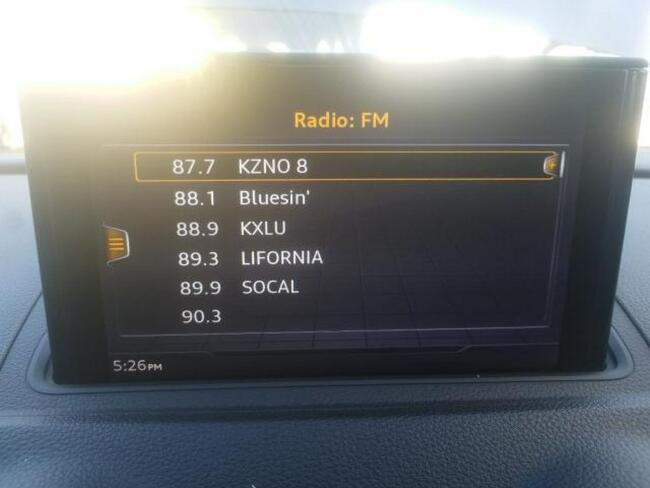 Radio: FM
87.7 KZNO 8
88.1 Bluesin'
88.9 KXLU
89.3 LIFORNIA
89.9 SOCAL
90.3
5:26PM